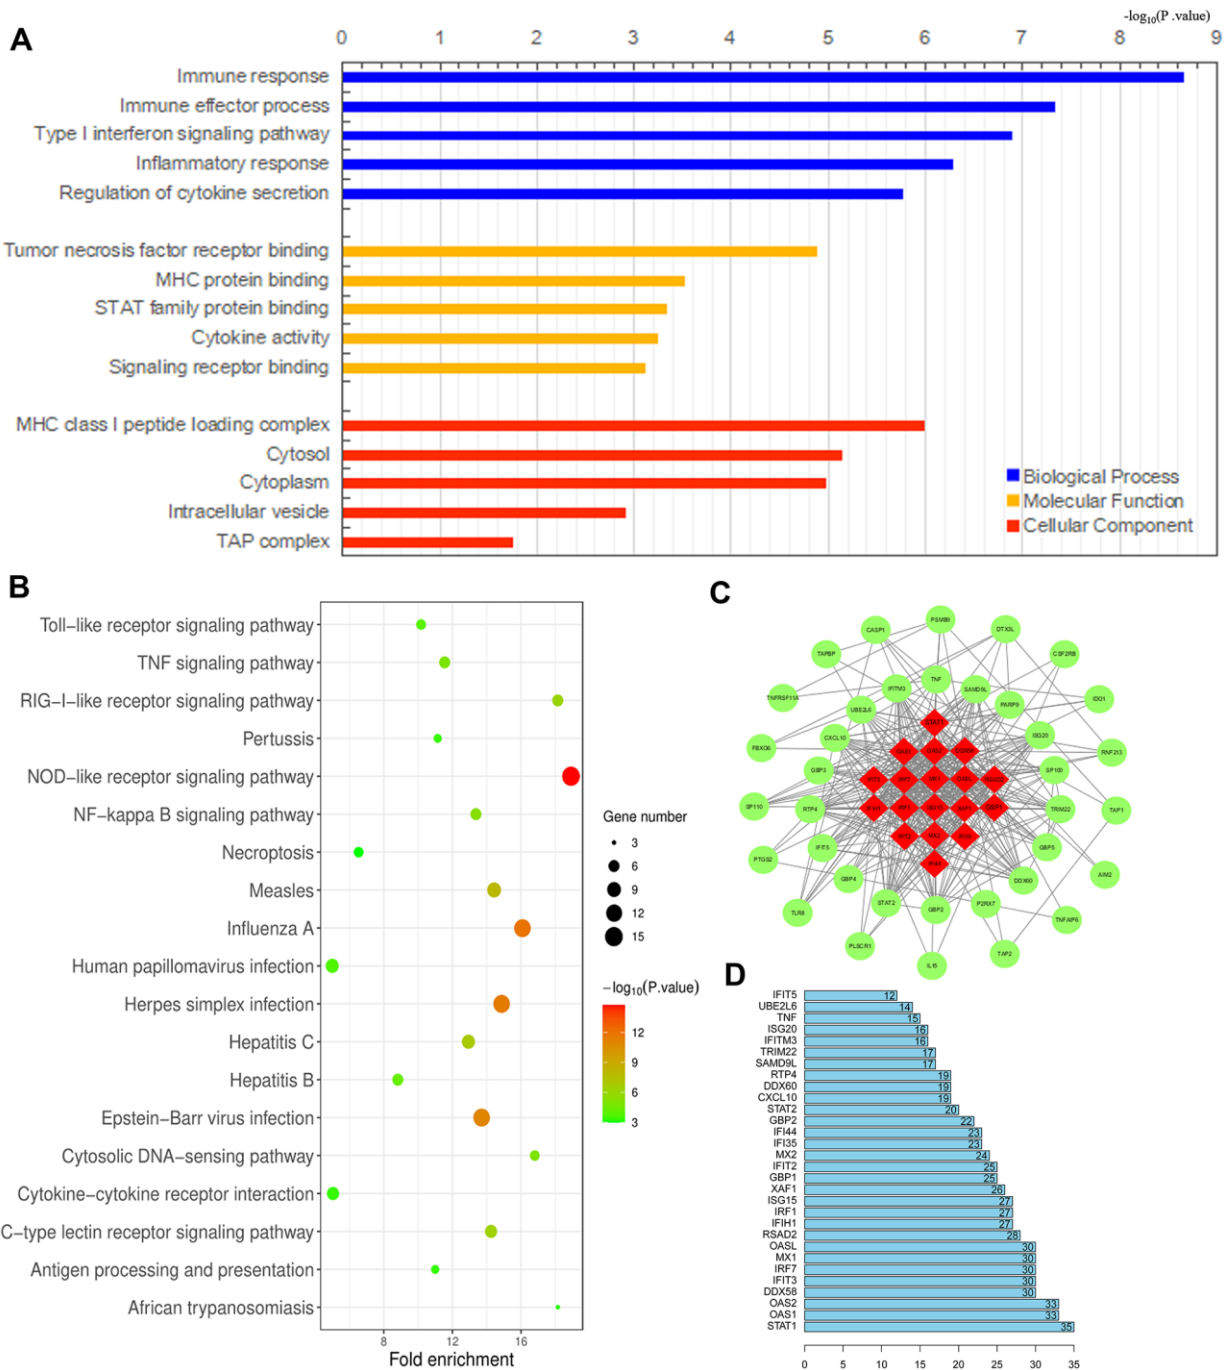 A
-log10(P .value)
0 1 2 3 4 5 6 7 8 9
Immune response
Immune effector process
Type I interferon signaling pathway
Inflammatory response
Regulation of cytokine secretion
Tumor necrosis factor receptor binding
MHC protein binding
STAT family protein binding
Cytokine activity
Signaling receptor binding
MHC class I peptide loading complex
Cytosol
Cytoplasm
Intracellular vesicle
TAP complex
Biological Process
Molecular Function
Cellular Component
B
Toll-like receptor signaling pathway
TNF signaling pathway
RIG-I-like receptor signaling pathway
Pertussis
NOD-like receptor signaling pathway
NF-kappa B signaling pathway
Necroptosis
Measles
Influenza A
Human papillomavirus infection
Herpes simplex infection
Hepatitis C
Hepatitis B
Epstein-Barr virus infection
Cytosolic DNA-sensing pathway
Cytokine-cytokine receptor interaction
C-type lectin receptor signaling pathway
Antigen processing and presentation
African trypanosomiasis
8 12 16
Fold enrichment
Gene number
3
6
9
12
15
-log10(P.value)
12
9
6
3
C
PSMB9
CASP1
DTX3L
TAPBP
CSF2RB
TNF
IFITM3
SAMD9L
TNFRSF11A
IDO1
PARP9
UBE2L6
STAT1
ISG20
CXCL10
FBXO6
OAS2
RNF213
GBP3
SP100
MX1
OASL
SP110
RTP4
IFIH1
TRIM22
TAP1
IFIT5
MX2
GBP5
PTGS2
GBP4
DDX60
AIM2
STAT2
GBP2
P2RX7
TLR8
TNFAIP6
PLSCR1
TAP2
IL15
D
IFIT5 12
UBE2L6 14
TNF 15
ISG20 16
IFITM3 16
TRIM22 17
SAMD9L 17
RTP4 19
DDX60 19
CXCL10 19
STAT2 20
GBP2 22
IFI44 23
IFI35 23
MX2 24
IFIT2 25
GBP1 25
XAF1 26
ISG15 27
IRF1 27
IFIH1 27
RSAD2 28
OASL 30
MX1 30
IRF7 30
IFIT3 30
DDX58 30
OAS2 33
OAS1 33
STAT1 35
0 5 10 15 20 25 30 35